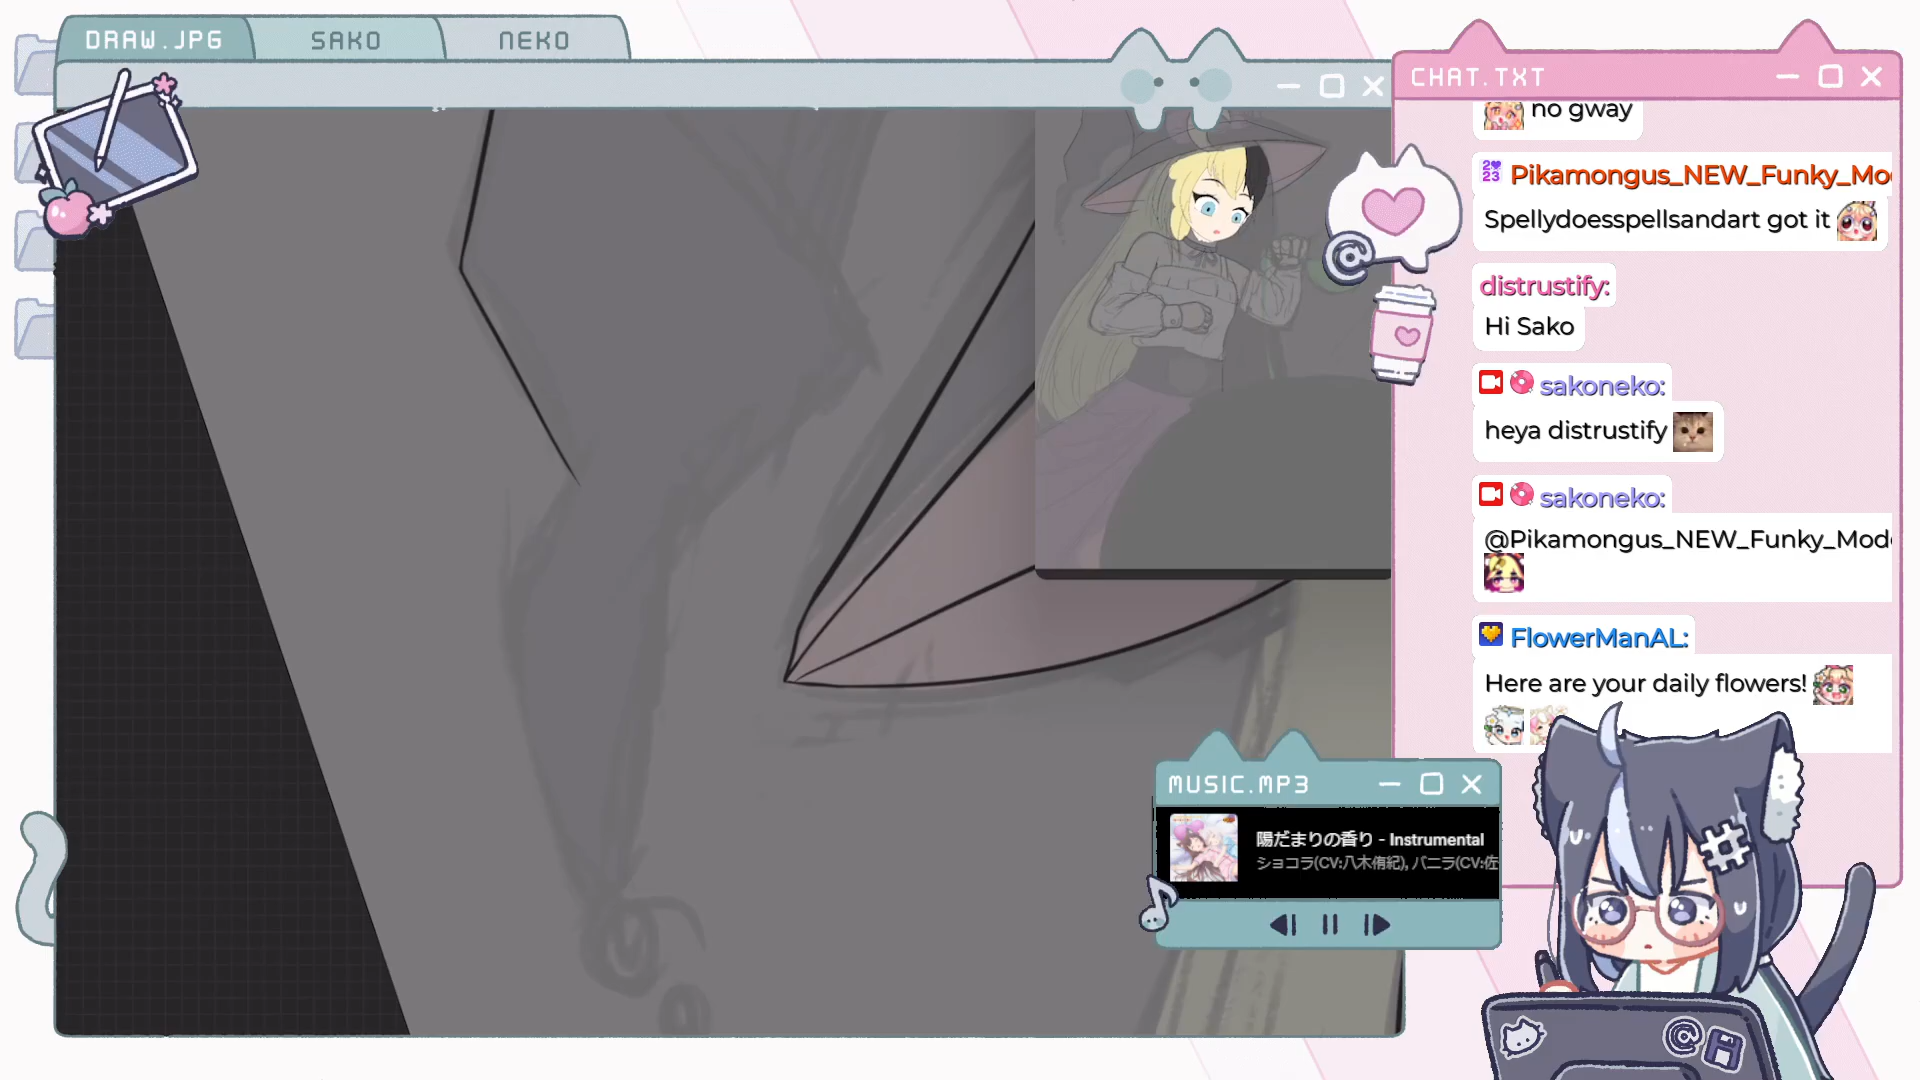 DRAW.JPG
SAKO
NEKO
CHAT.TXT
no gway
2023
Pikamongus_NEW_Funky_Mo
Spellydoesspellsandart got it
distrustify:
Hi Sako
sakoneko:
heya distrustify
sakoneko:
@Pikamongus_NEW_Funky_Mod
FlowerManAL:
Here are your daily flowers!
MUSIC.MP3
陽だまりの香り - Instrumental
ショコラ(CV:八木侑紀), バニラ(CV:佐